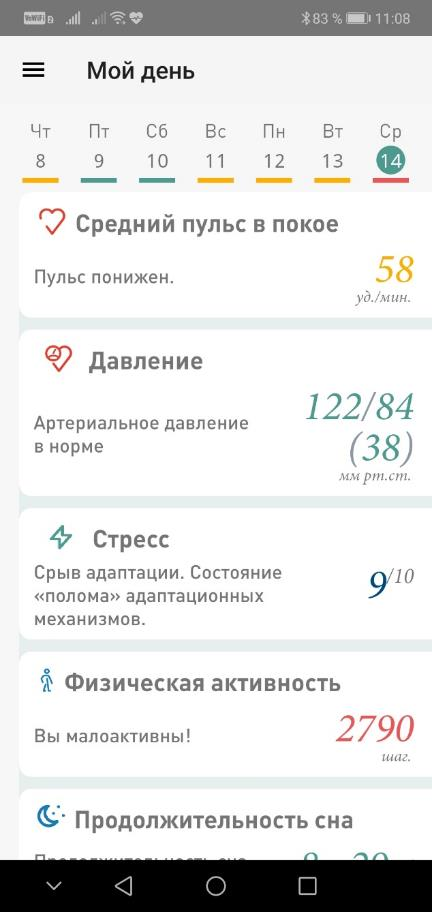 VoWiFi 2 83 % 11:08
Мой день
Чт Пт Сб Вс Пн Вт Ср
8 9 10 11 12 13 14
Средний пульс в покое
Пульс понижен. 58
уд./мин.
Давление
122/84
Артериальное давление
в норме
(38)
мм рт.ст.
Стресс
Срыв адаптации. Состояние
«полома» адаптационных
механизмов.
9/10
Физическая активность
Вы малоактивны! 2790
шаг.
Продолжительность сна